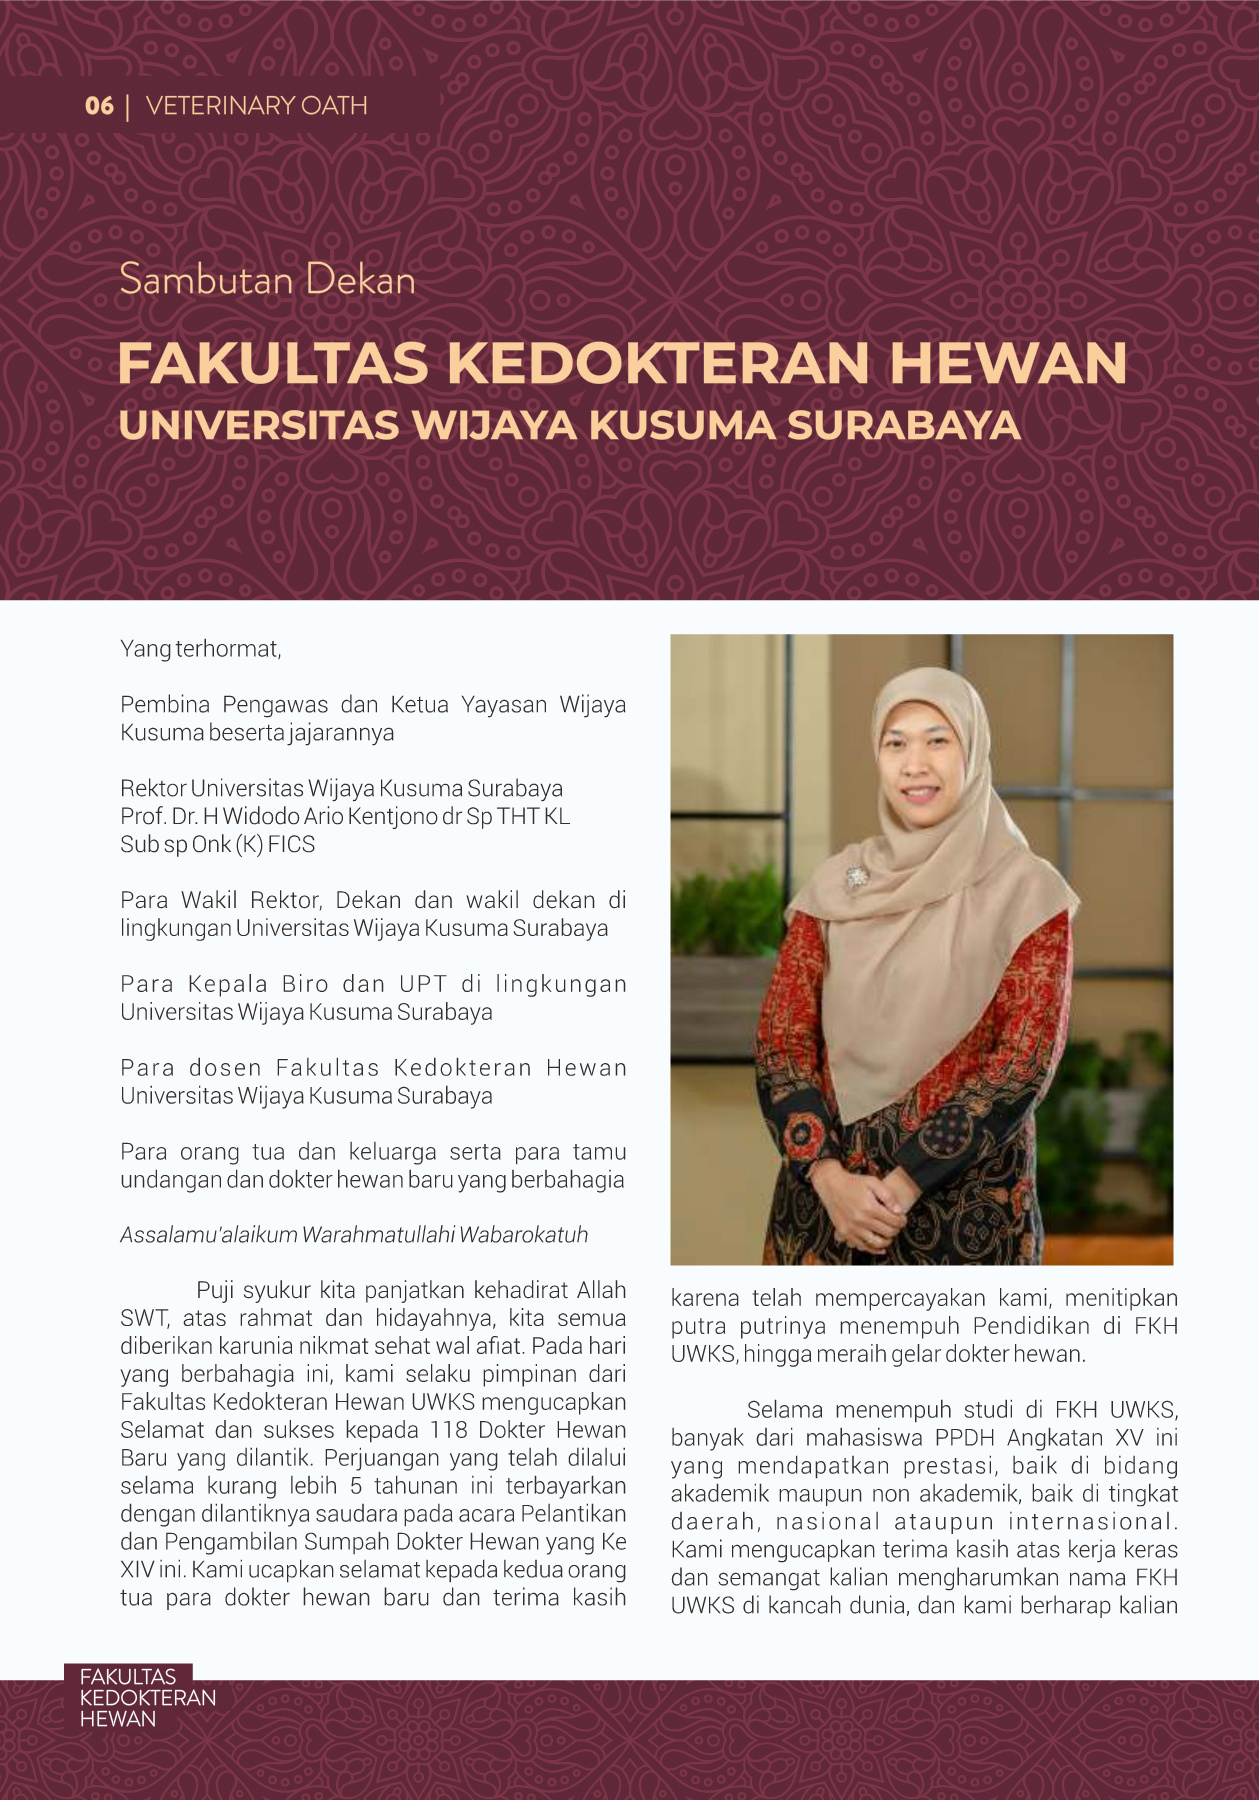 06 | VETERINARY OATH
Sambutan Dekan
FAKULTAS KEDOKTERAN HEWAN
UNIVERSITAS WIJAYA KUSUMA SURABAYA
Yang terhormat,
Pembina Pengawas dan Ketua Yayasan Wijaya
Kusuma beserta jajarannya
Rektor Universitas Wijaya Kusuma Surabaya
Prof. Dr. H Widodo Ario Kentjono dr Sp THT KL
Sub sp Onk (K) FICS
Para Wakil Rektor, Dekan dan wakil dekan di
lingkungan Universitas Wijaya Kusuma Surabaya
Para Kepala Biro dan UPT di lingkungan
Universitas Wijaya Kusuma Surabaya
Para dosen Fakultas Kedokteran Hewan
Universitas Wijaya Kusuma Surabaya
Para orang tua dan keluarga serta para tamu
undangan dan dokter hewan baru yang berbahagia
Assalamu'alaikum Warahmatullahi Wabarokatuh
Puji syukur kita panjatkan kehadirat Allah
SWT, atas rahmat dan hidayahnya, kita semua
diberikan karunia nikmat sehat wal afiat. Pada hari
yang berbahagia ini, kami selaku pimpinan dari
Fakultas Kedokteran Hewan UWKS mengucapkan
Selamat dan sukses kepada 118 Dokter Hewan
Baru yang dilantik. Perjuangan yang telah dilalui
selama kurang lebih 5 tahunan ini terbayarkan
dengan dilantiknya saudara pada acara Pelantikan
dan Pengambilan Sumpah Dokter Hewan yang Ke
XIV ini. Kami ucapkan selamat kepada kedua orang
tua para dokter hewan baru dan terima kasih
karena telah mempercayakan kami, menitipkan
putra putrinya menempuh Pendidikan di FKH
UWKS, hingga meraih gelar dokter hewan.
Selama menempuh studi di FKH UWKS,
banyak dari mahasiswa PPDH Angkatan XV ini
yang mendapatkan prestasi, baik di bidang
akademik maupun non akademik, baik di tingkat
daerah, nasional ataupun internasional.
Kami mengucapkan terima kasih atas kerja keras
dan semangat kalian mengharumkan nama FKH
UWKS di kancah dunia, dan kami berharap kalian
FAKULTAS
KEDOKTERAN
HEWAN